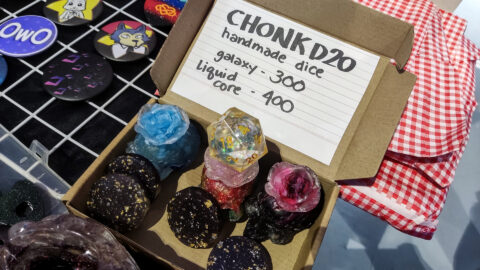 OwO
CHONK D20
handmade dice
galaxy - 300
Liquid
core - 400